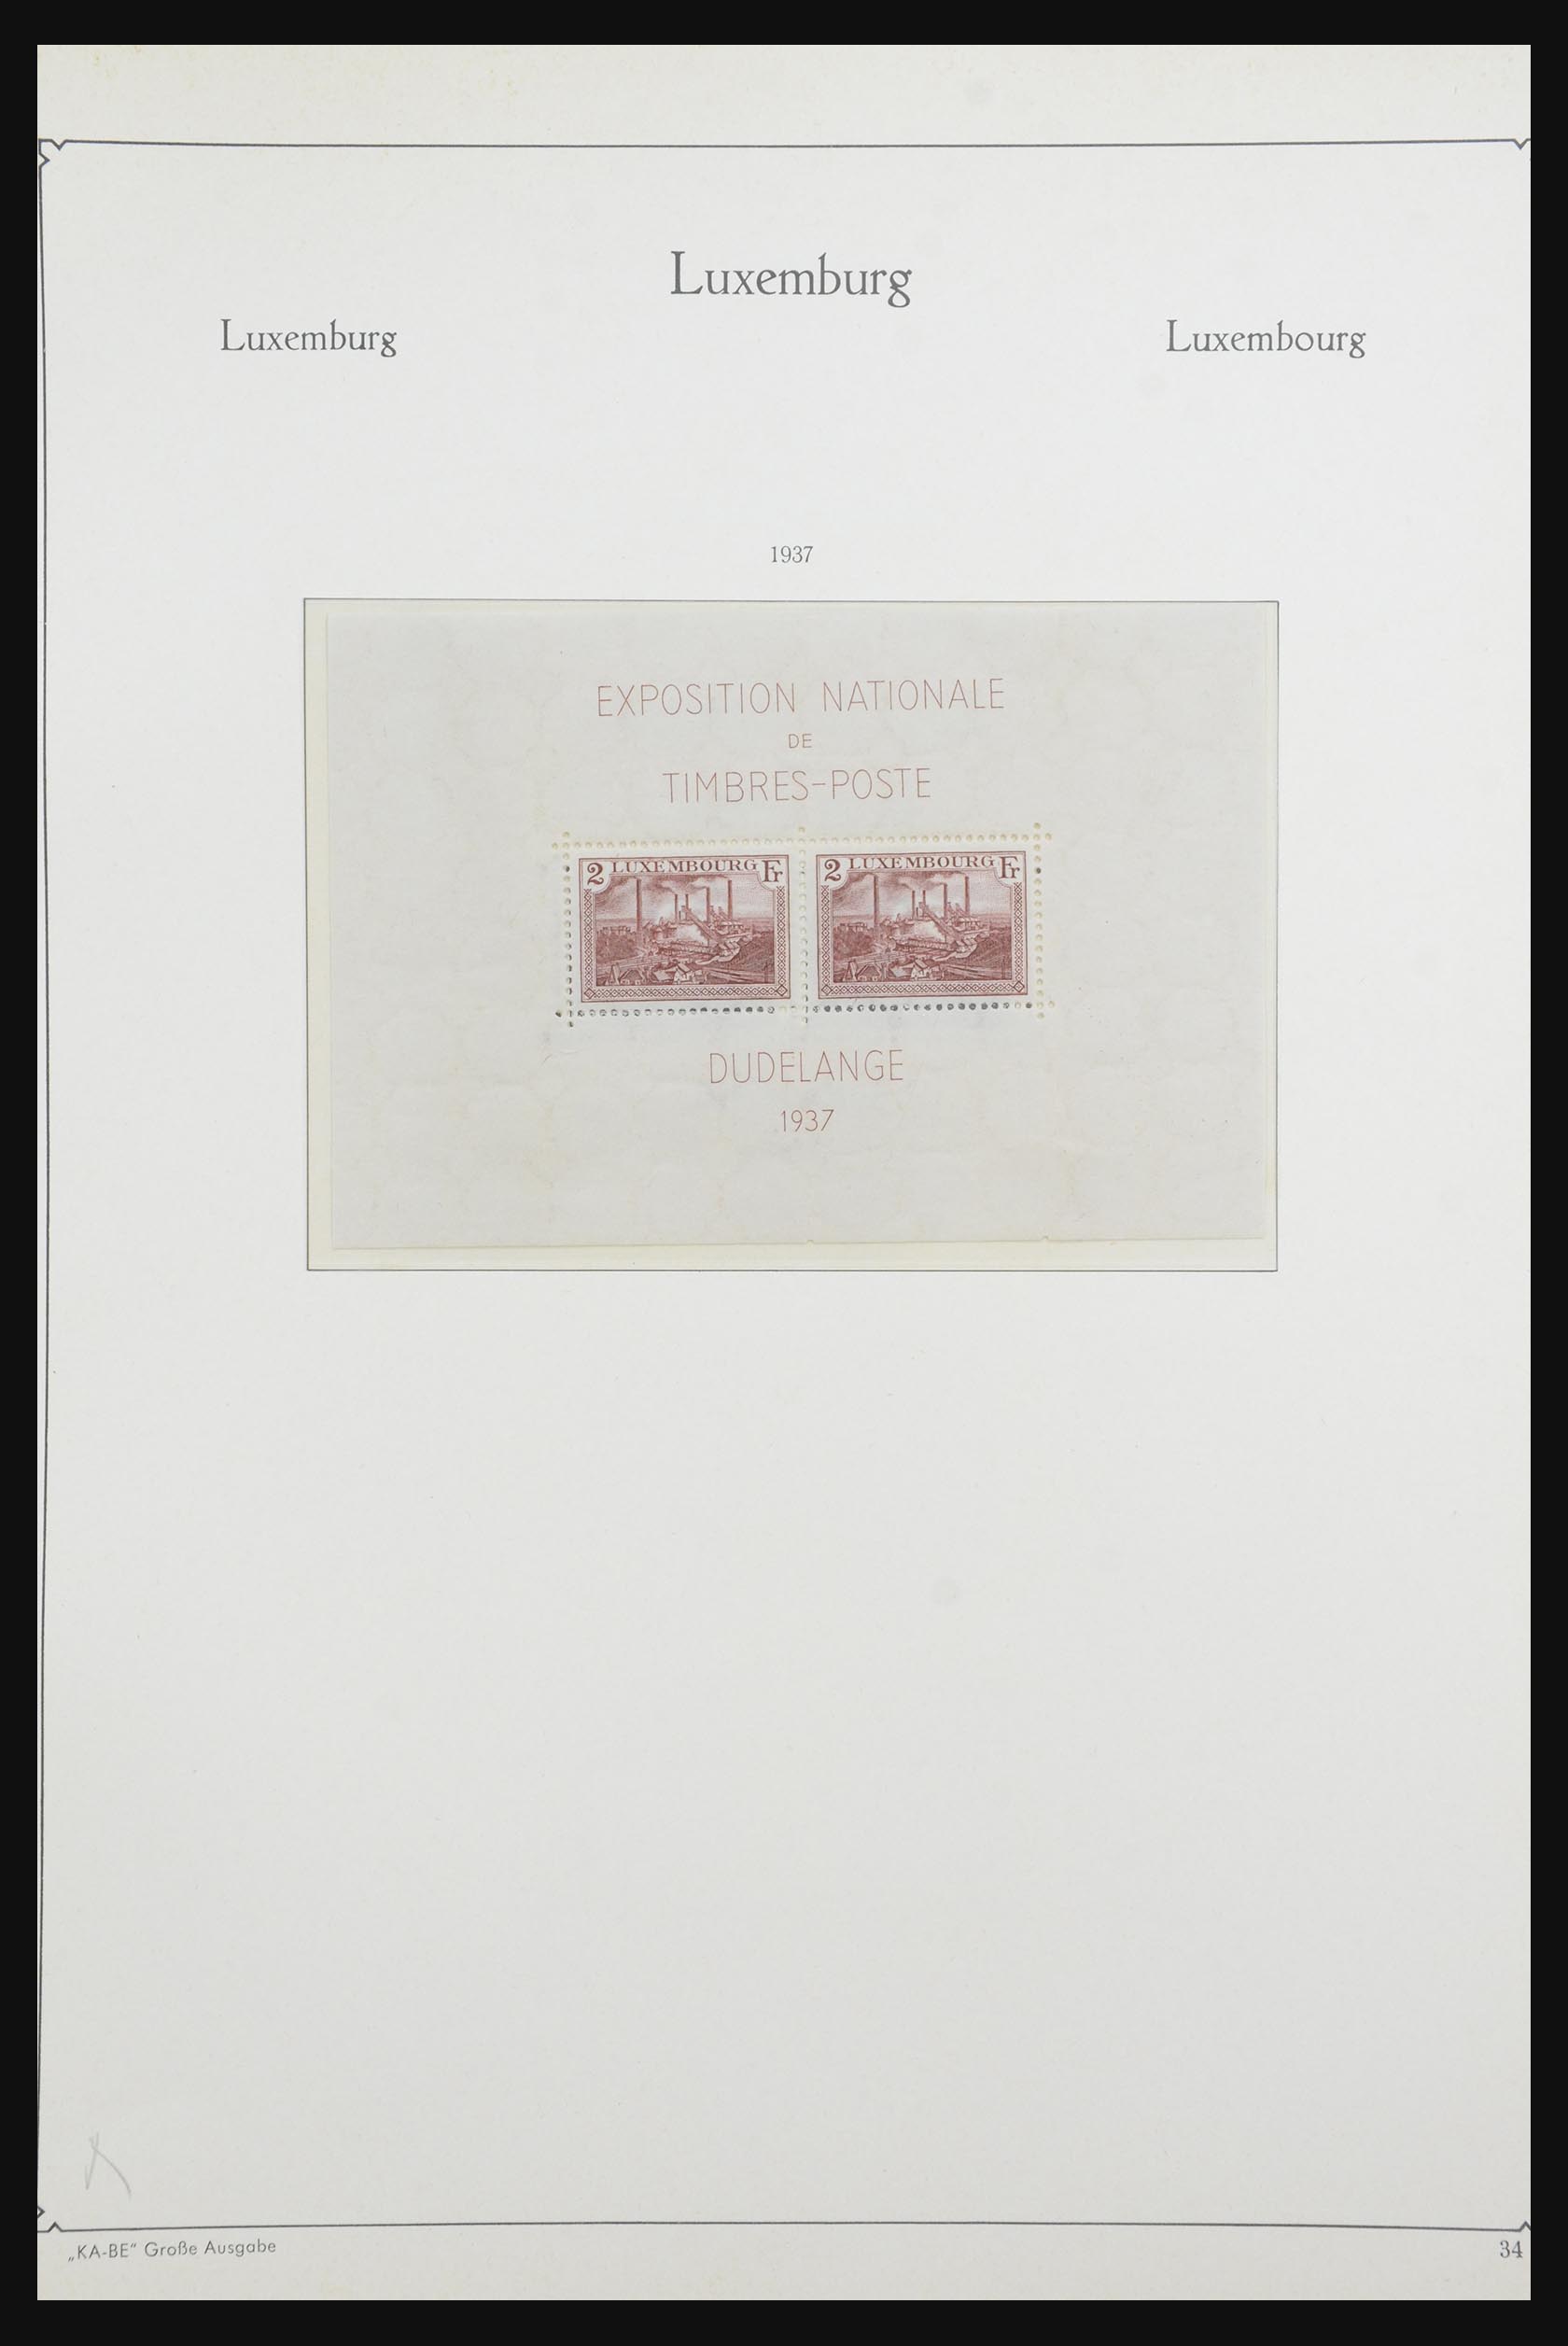 Luxemburg
Luxemburg
Luxembourg
1937
EXPOSITION NATIONALE
DE
TIMBRES-POSTE
2 LUXEMBOURG Fr
2 LUXEMBOURG Fr
DUDELANGE
1937
„KA-BE“ Große Ausgabe
34